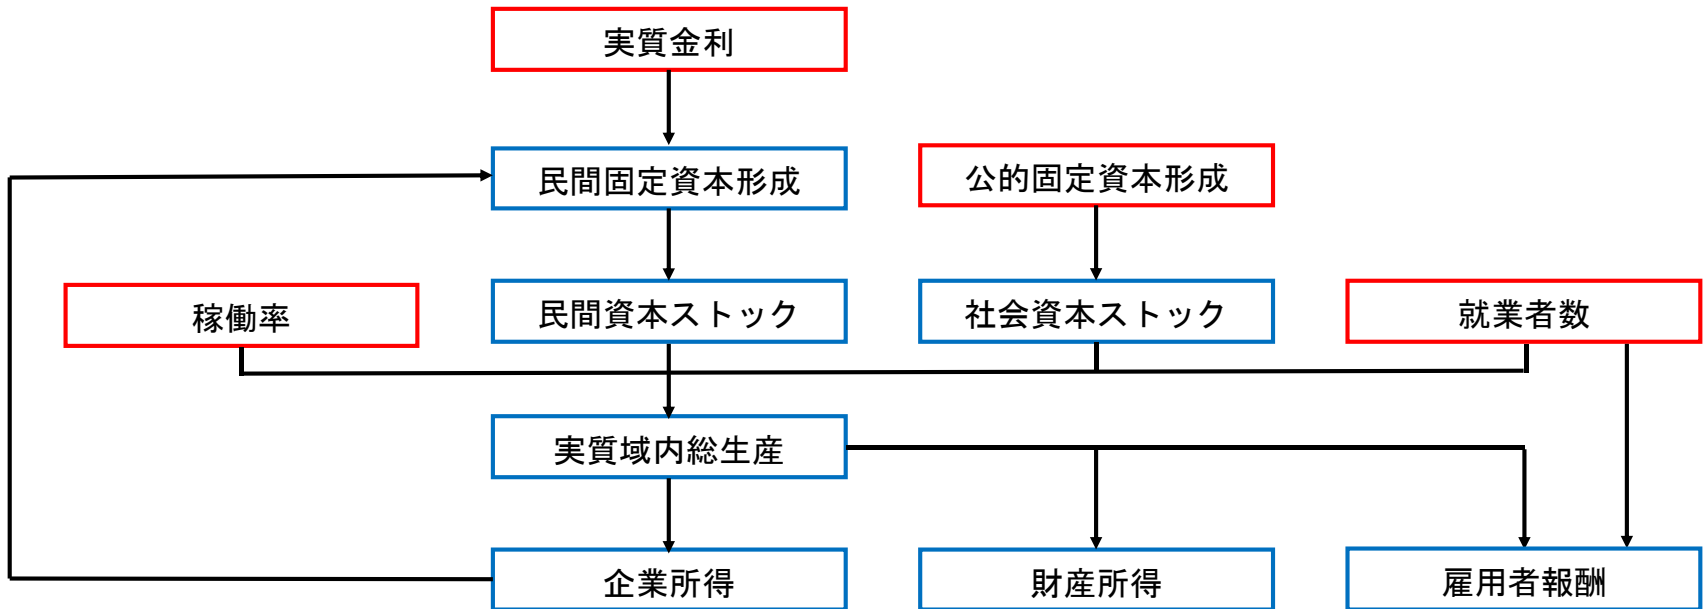 実質金利
民間固定資本形成
公的固定資本形成
稼働率
民間資本ストック
社会資本ストック
就業者数
実質域内総生産
企業所得
財産所得
雇用者報酬